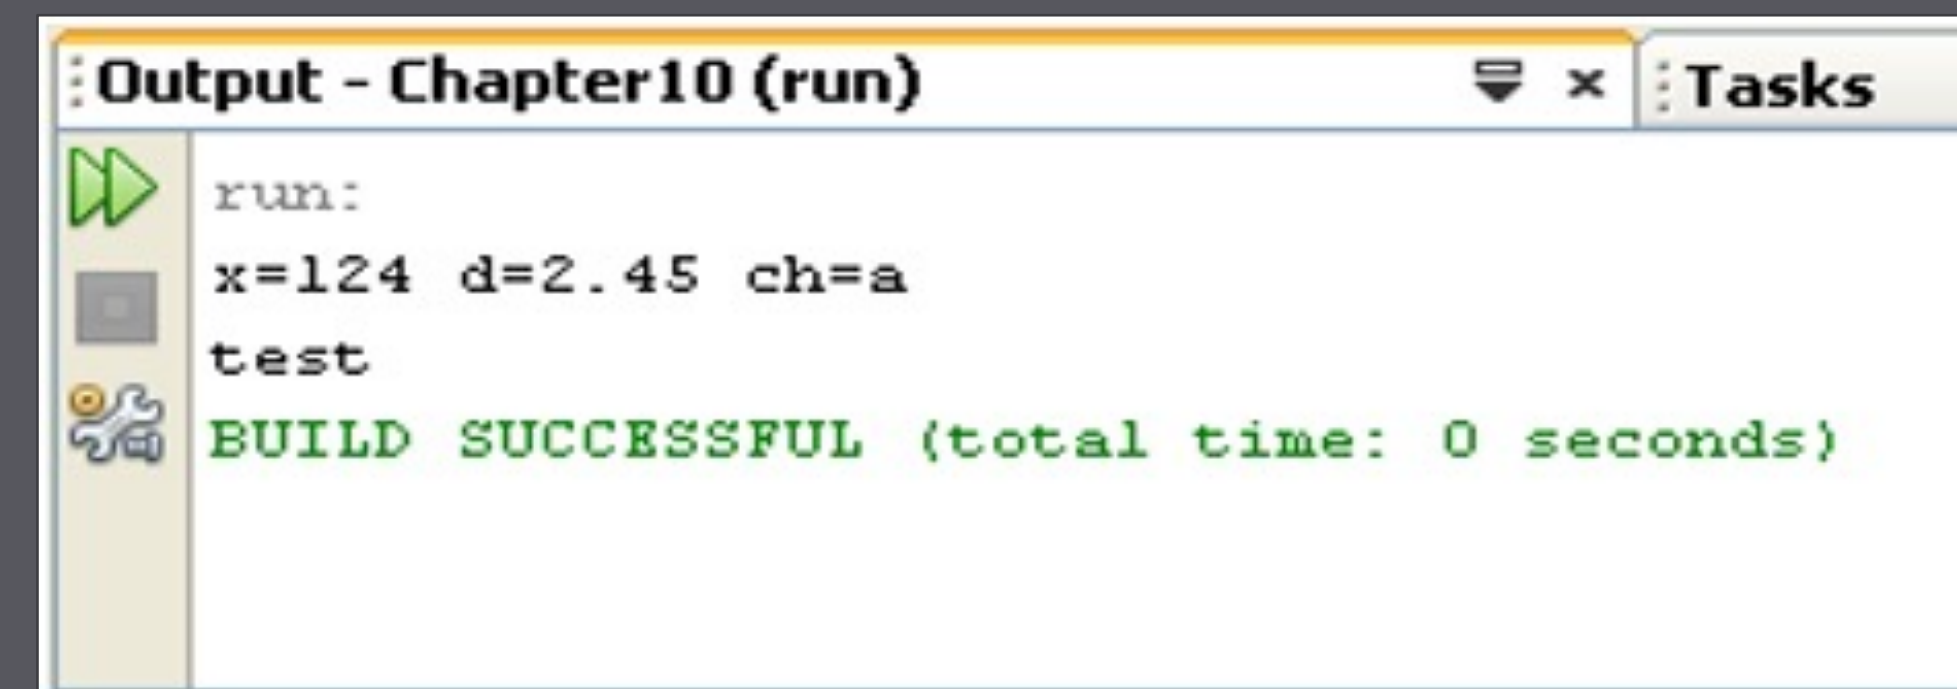 Output - Chapter10 (run) Tasks
run:
x=124 d=2.45 ch=a
test
BUILD SUCCESSFUL (total time: 0 seconds)